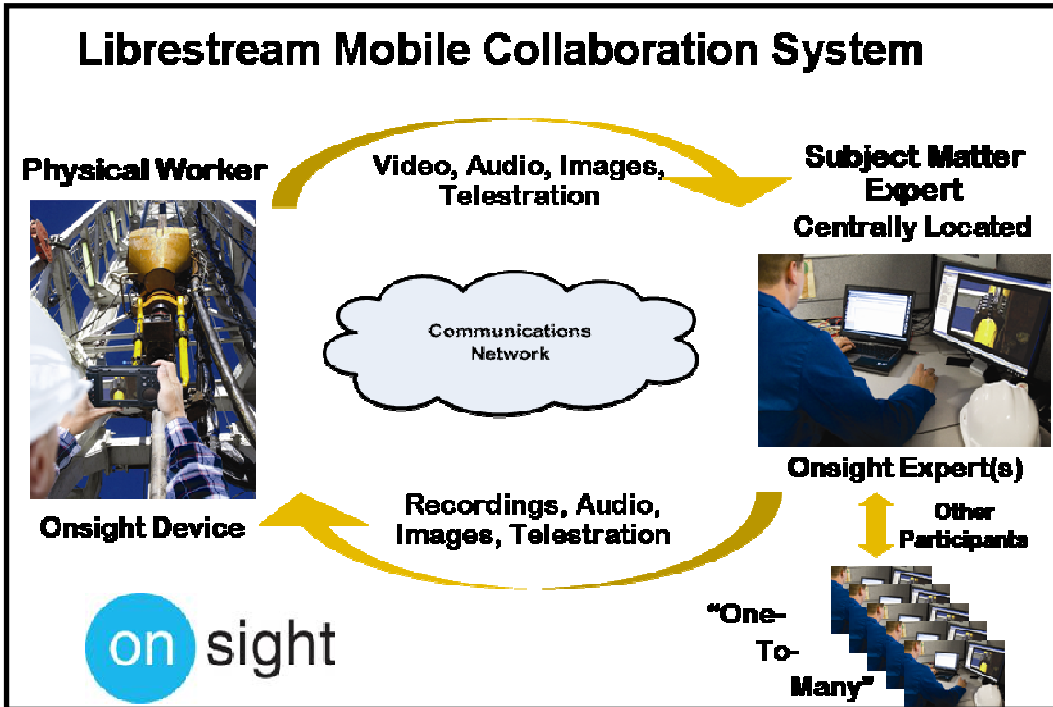 Librestream Mobile Collaboration System
Physical Worker
Video, Audio, Images,
Telestration
Subject Matter
Expert
Centrally Located
Communications
Network
Onsight Device
Recordings, Audio,
Images, Telestration
Onsight Expert(s)
Other
Participants
on sight
“One-
To-
Many”